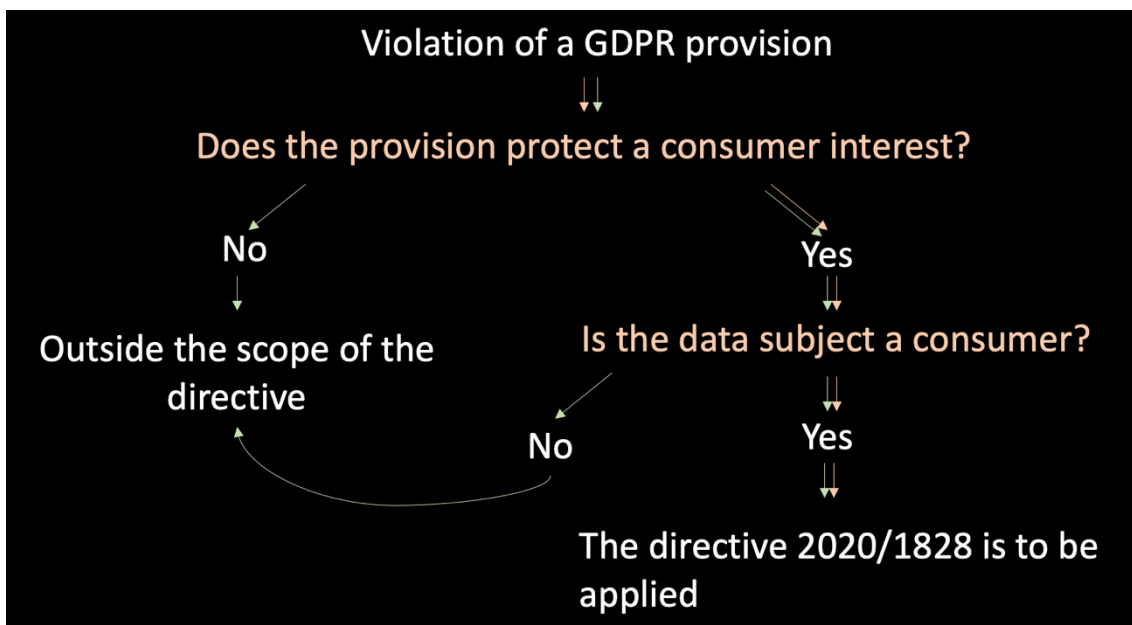 Violation of a GDPR provision
Does the provision protect a consumer interest?
No
Yes
Outside the scope of the
directive
Is the data subject a consumer?
No
Yes
The directive 2020/1828 is to be
applied